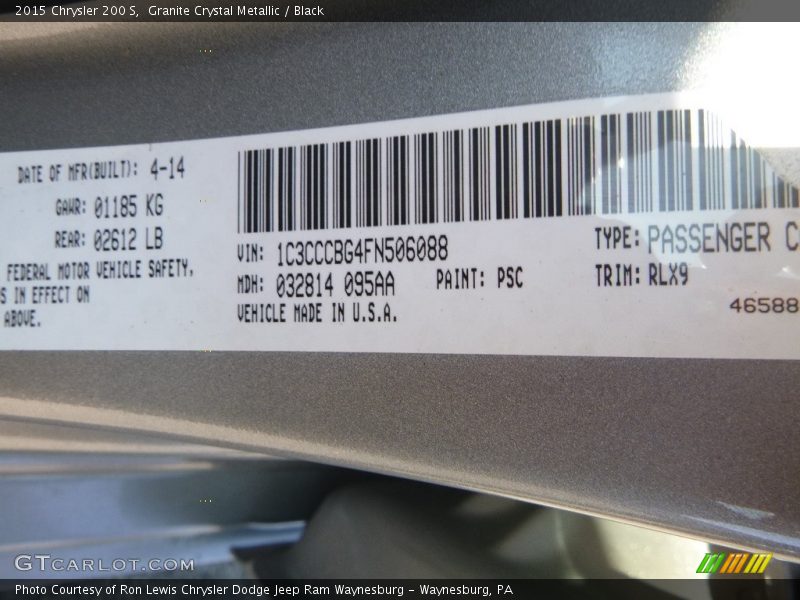 2015 Chrysler 200 S,  Granite Crystal Metallic / Black
DATE OF MFR(BUILT): 4-14
GAWR: 01185 KG
REAR: 02612 LB
FEDERAL MOTOR VEHICLE SAFETY.
S IN EFFECT ON
ABOVE.
VIN: 1C3CCCBG4FN506088
MDH: 032814 095AA PAINT: PSC
VEHICLE MADE IN U.S.A.
TYPE: PASSENGER C
TRIM: RLX9
46588
GTCARLOT.COM
Photo Courtesy of Ron Lewis Chrysler Dodge Jeep Ram Waynesburg - Waynesburg, PA